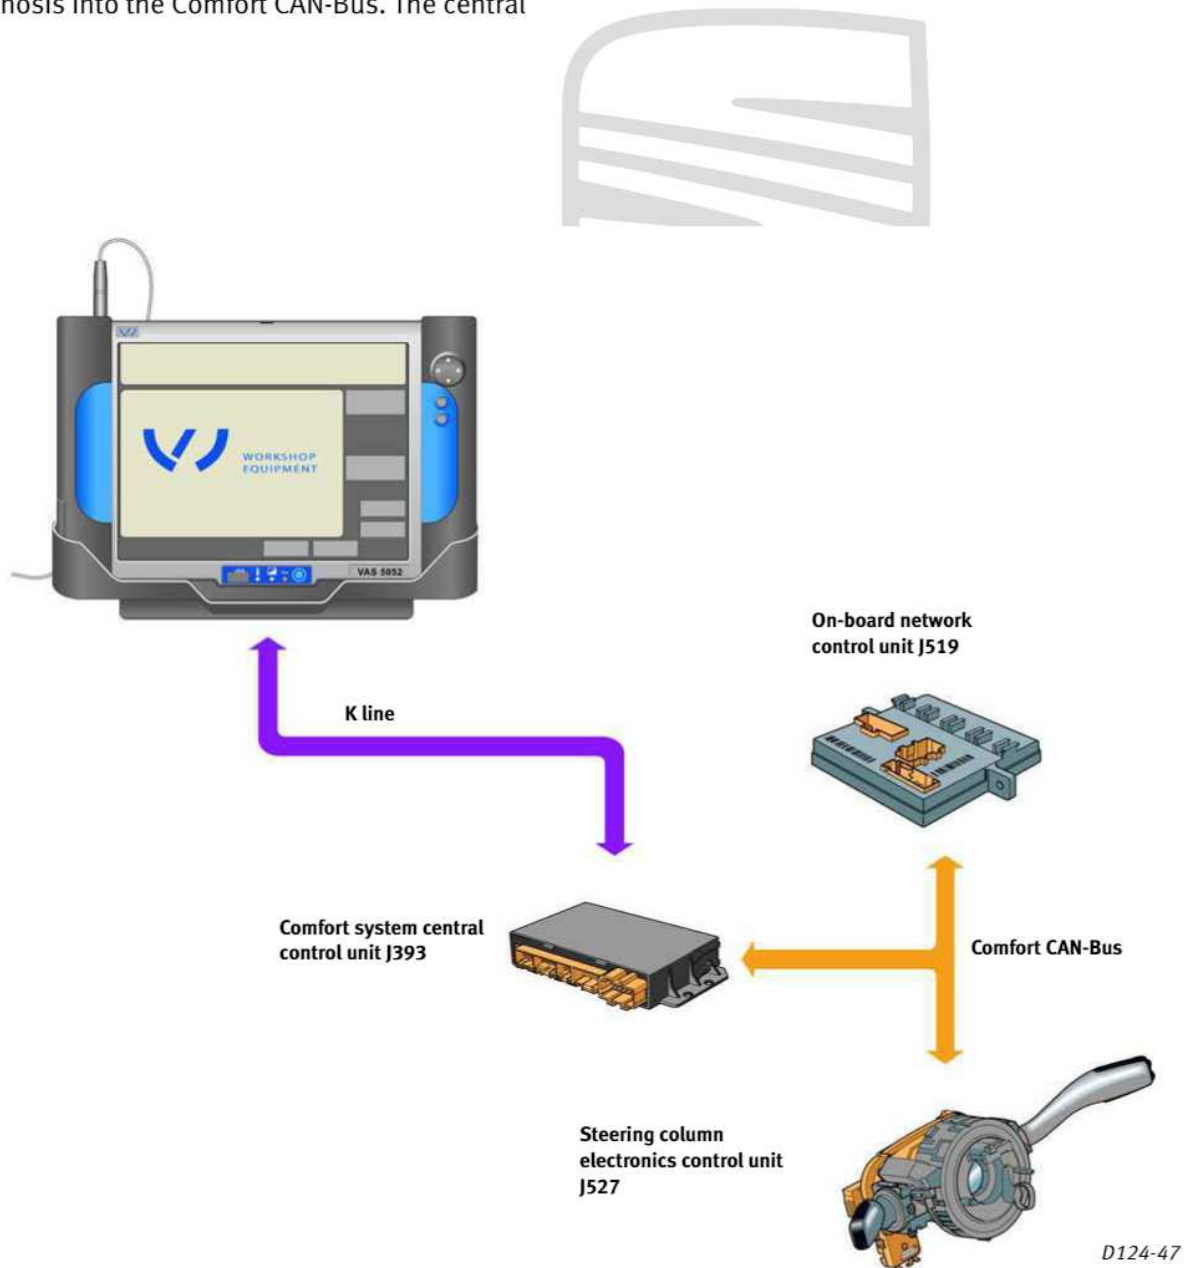 nosis into the Comfort CAN-Bus. The central
WORKSHOP
EQUIPMENT
VAS 5052
On-board network
control unit J519
K line
Comfort system central
control unit J393
Comfort CAN-Bus
Steering column
electronics control unit
J527
D124-47